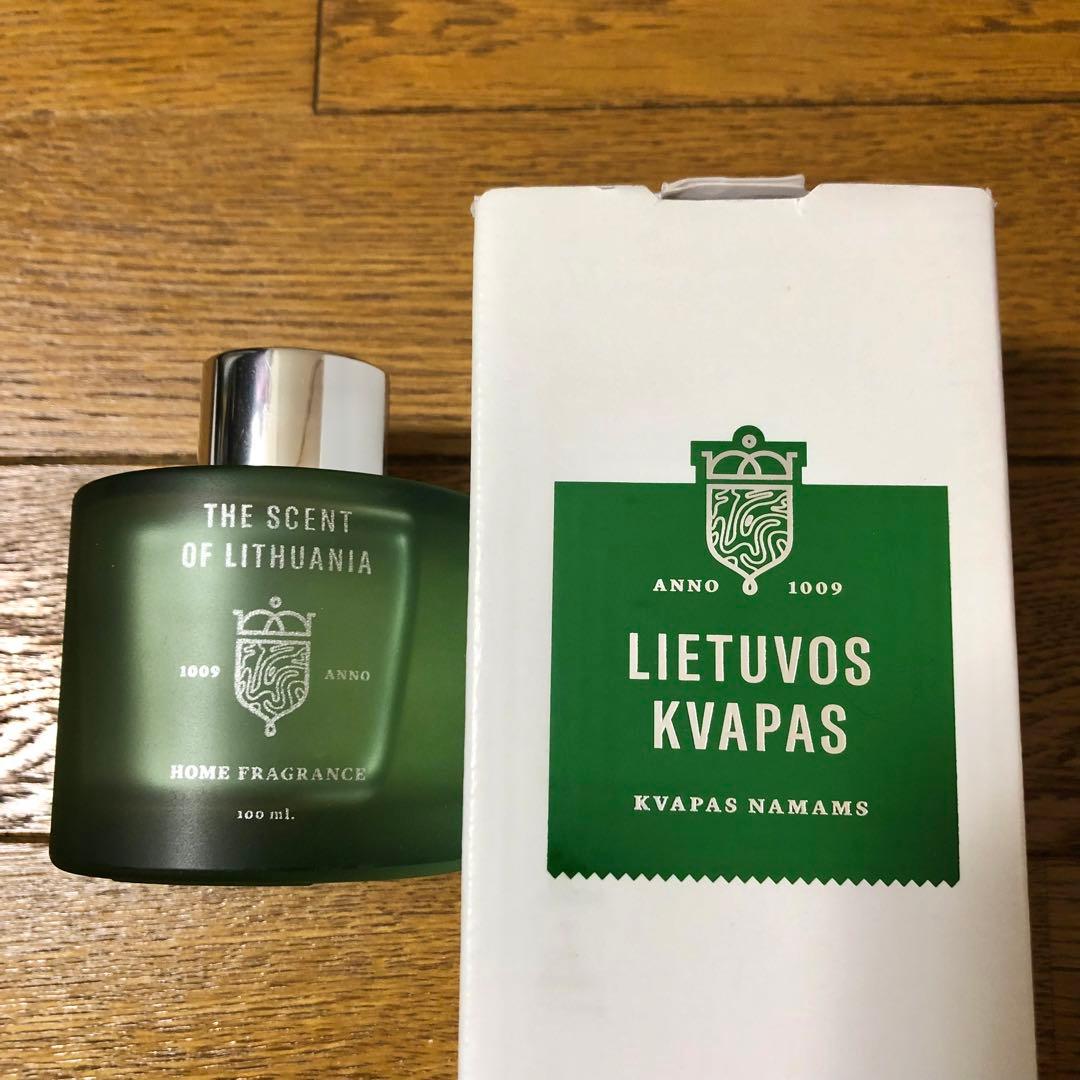 THE SCENT
OF LITHUANIA
1009 ANNO
HOME FRAGRANCE
100 ml.
ANNO 1009
LIETUVOS
KVAPAS
KVAPAS NAMAMS